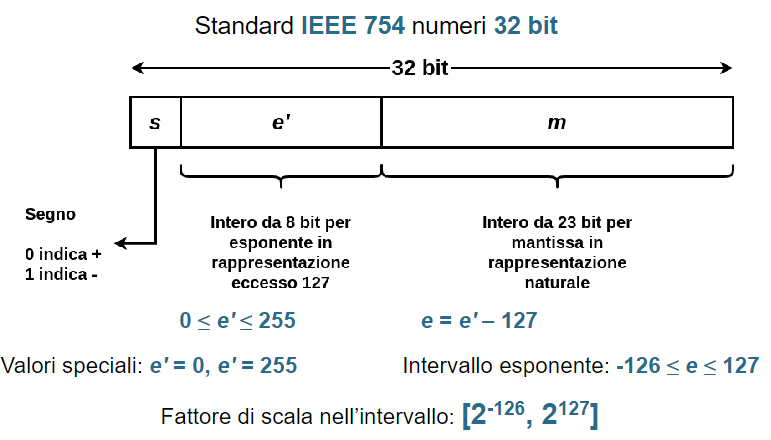 Standard IEEE 754 numeri 32 bit
32 bit
s e' m
Segno
0 indica +
1 indica -
Intero da 8 bit per
esponente in
rappresentazione
eccesso 127
Intero da 23 bit per
mantissa in
rappresentazione
naturale
0 ≤ e' ≤ 255
e = e' – 127
Valori speciali: e' = 0, e' = 255
Intervallo esponente: -126 ≤ e ≤ 127
Fattore di scala nell'intervallo: [2^-126, 2^127]